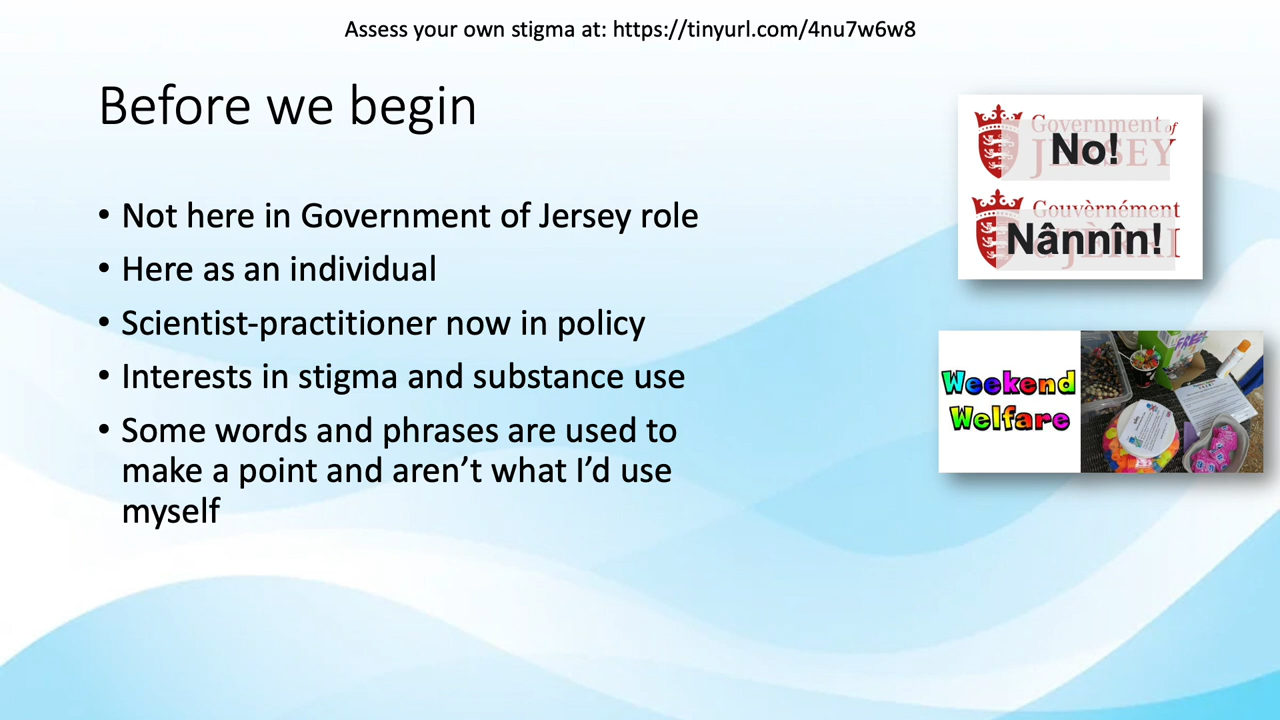 Assess your own stigma at: https://tinyurl.com/4nu7w6w8
Before we begin
• Not here in Government of Jersey role
• Here as an individual
• Scientist-practitioner now in policy
• Interests in stigma and substance use
• Some words and phrases are used to
make a point and aren’t what I’d use
myself
Government of
JERSEY
No!
Gouvèrnément
Nânnîn!
Weekend
Welfare
FREE